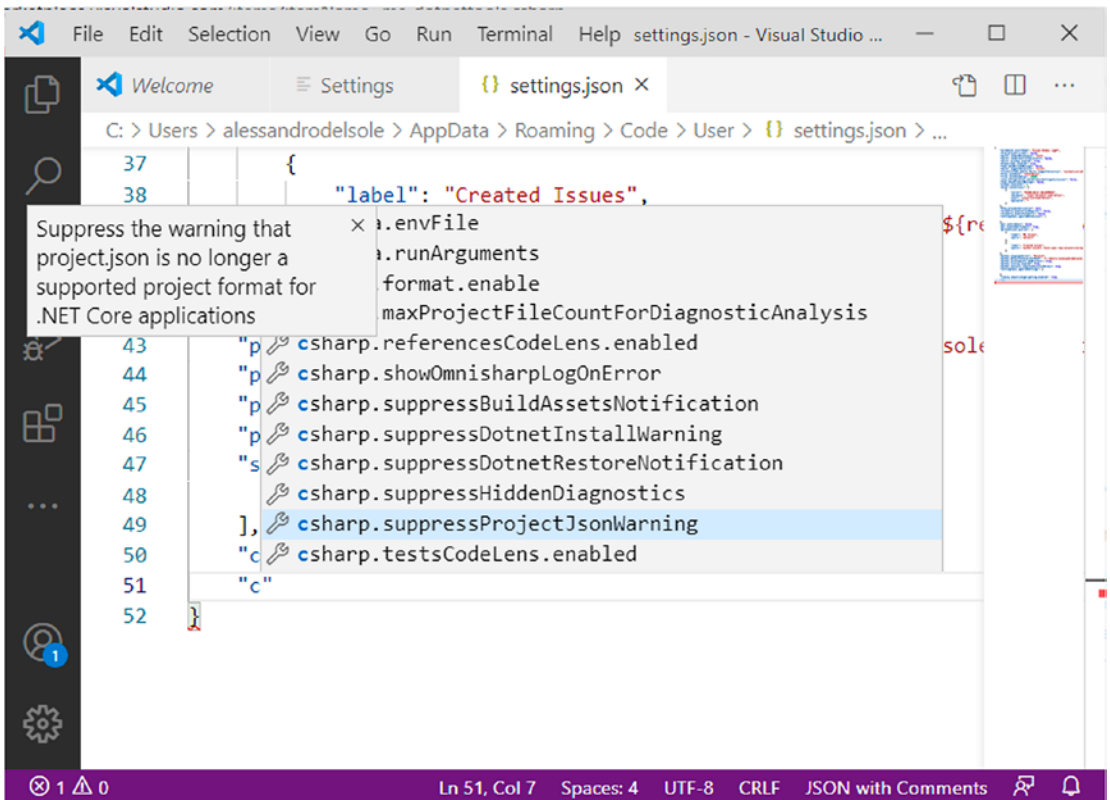 File Edit Selection View Go Run Terminal Help settings.json - Visual Studio ...
Welcome Settings {} settings.json
C: > Users > alessandrodelsole > AppData > Roaming > Code > User > {} settings.json > ...
37 {
38 "label": "Created Issues",
Suppress the warning that
project.json is no longer a
supported project format for
.NET Core applications
a.envFile ${re
a.runArguments
.format.enable
.maxProjectFileCountForDiagnosticAnalysis
43 "p csharp.referencesCodeLens.enabled sole
44 "p csharp.showOmnisharpLogOnError
45 "p csharp.suppressBuildAssetsNotification
46 "p csharp.suppressDotnetInstallWarning
47 "s csharp.suppressDotnetRestoreNotification
48 csharp.suppressHiddenDiagnostics
49 ], csharp.suppressProjectJsonWarning
50 "c csharp.testsCodeLens.enabled
51 "c"
52 }
1
1 0 Ln 51, Col 7 Spaces: 4 UTF-8 CRLF JSON with Comments